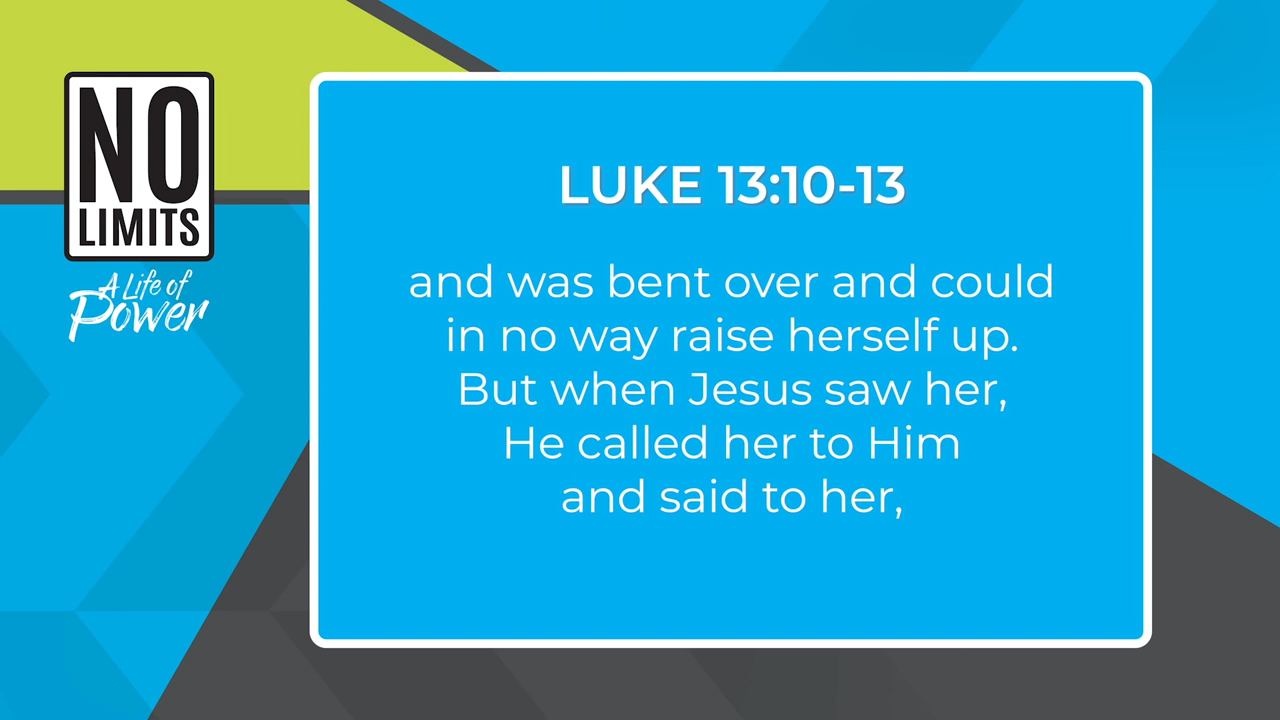 NO
LIMITS
A Life of
Power
LUKE 13:10-13
and was bent over and could
in no way raise herself up.
But when Jesus saw her,
He called her to Him
and said to her,